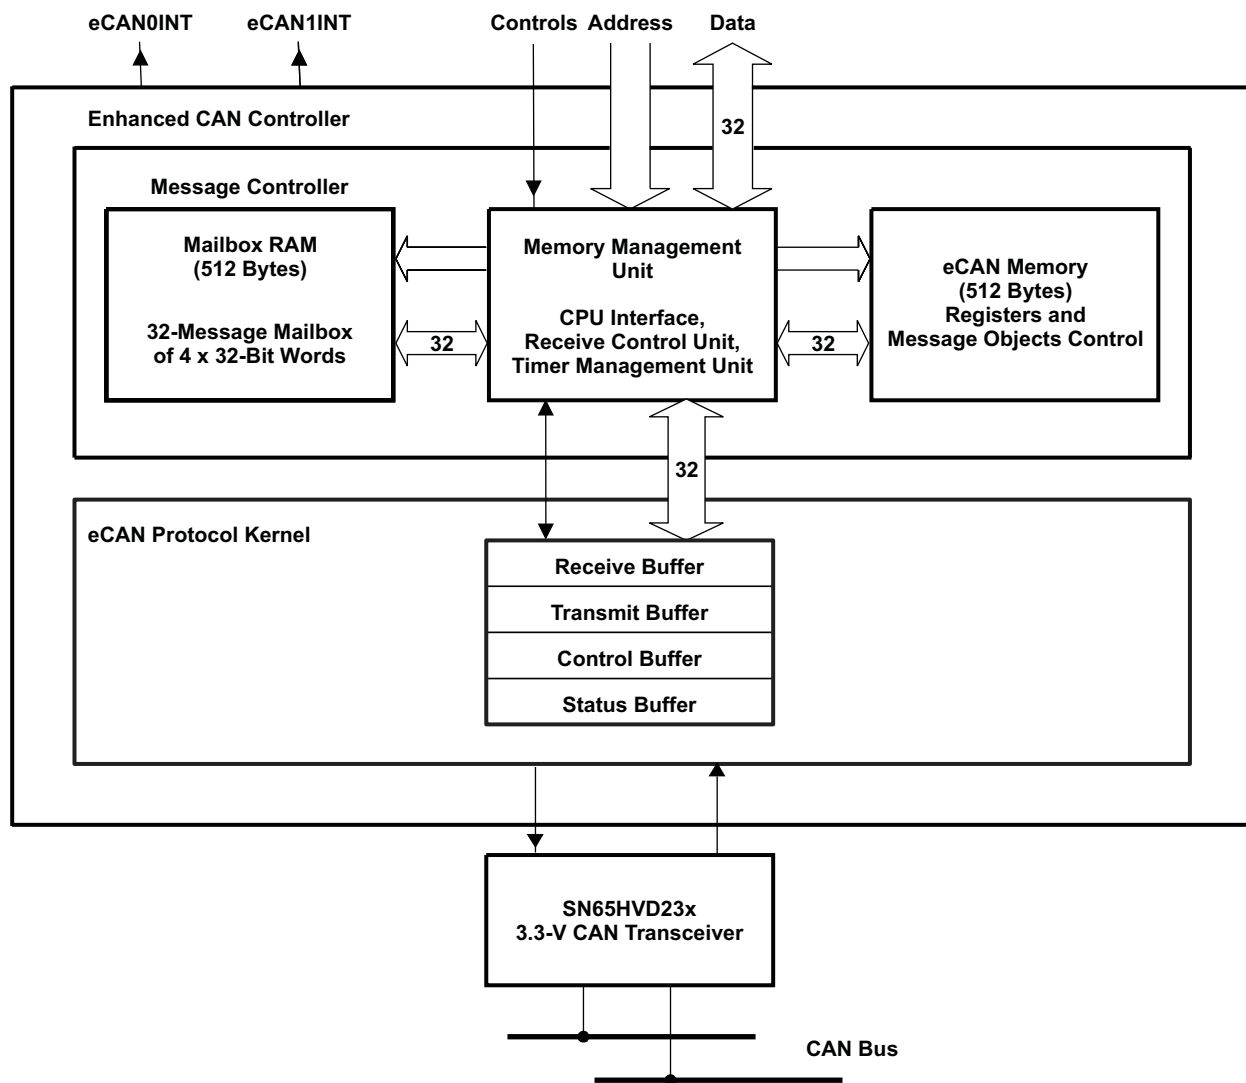 eCAN0INT
eCAN1INT
Controls
Address
Data
32
Enhanced CAN Controller
Message Controller
Mailbox RAM
(512 Bytes)
32-Message Mailbox
of 4 x 32-Bit Words
32
Memory Management
Unit
CPU Interface,
Receive Control Unit,
Timer Management Unit
32
eCAN Memory
(512 Bytes)
Registers and
Message Objects Control
32
eCAN Protocol Kernel
Receive Buffer
Transmit Buffer
Control Buffer
Status Buffer
SN65HVD23x
3.3-V CAN Transceiver
CAN Bus